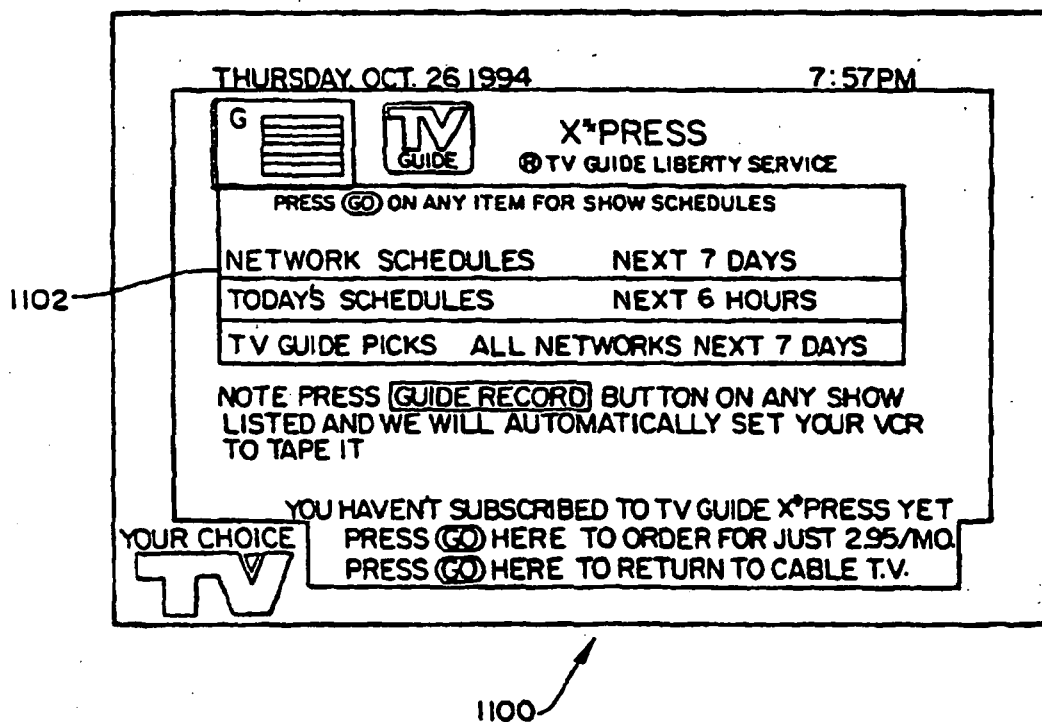 THURSDAY, OCT. 26 1994 7:57PM
G
TV GUIDE
X*PRESS
® TV GUIDE LIBERTY SERVICE
PRESS GO ON ANY ITEM FOR SHOW SCHEDULES
NETWORK SCHEDULES NEXT 7 DAYS
1102
TODAY'S SCHEDULES NEXT 6 HOURS
TV GUIDE PICKS ALL NETWORKS NEXT 7 DAYS
NOTE PRESS GUIDE RECORD BUTTON ON ANY SHOW
LISTED AND WE WILL AUTOMATICALLY SET YOUR VCR
TO TAPE IT
YOU HAVEN'T SUBSCRIBED TO TV GUIDE X*PRESS YET
YOUR CHOICE
TV
PRESS GO HERE TO ORDER FOR JUST 2.95/MO.
PRESS GO HERE TO RETURN TO CABLE T.V.
1100